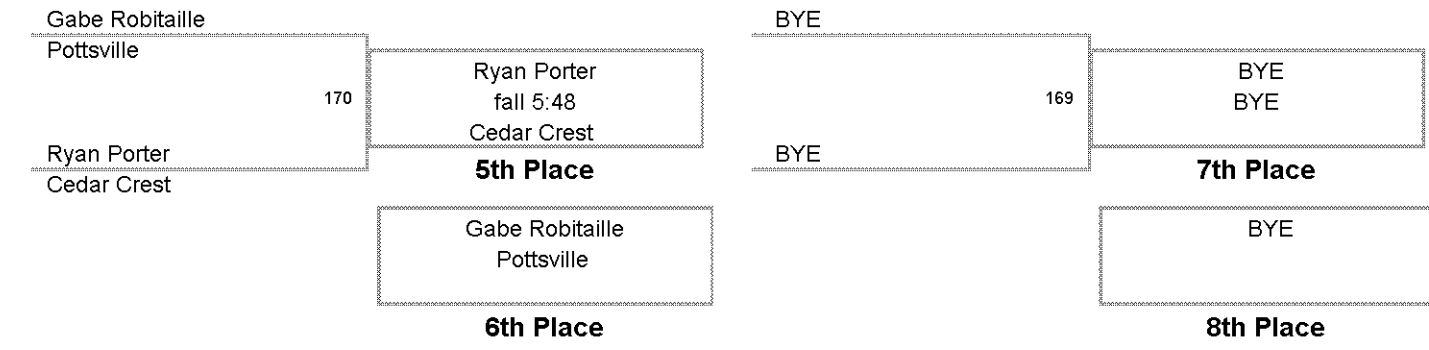 Gabe Robitaille
Pottsville
170
Ryan Porter
Cedar Crest
Ryan Porter
fall 5:48
Cedar Crest
5th Place
Gabe Robitaille
Pottsville
6th Place
BYE
169
BYE
BYE
BYE
7th Place
BYE
8th Place